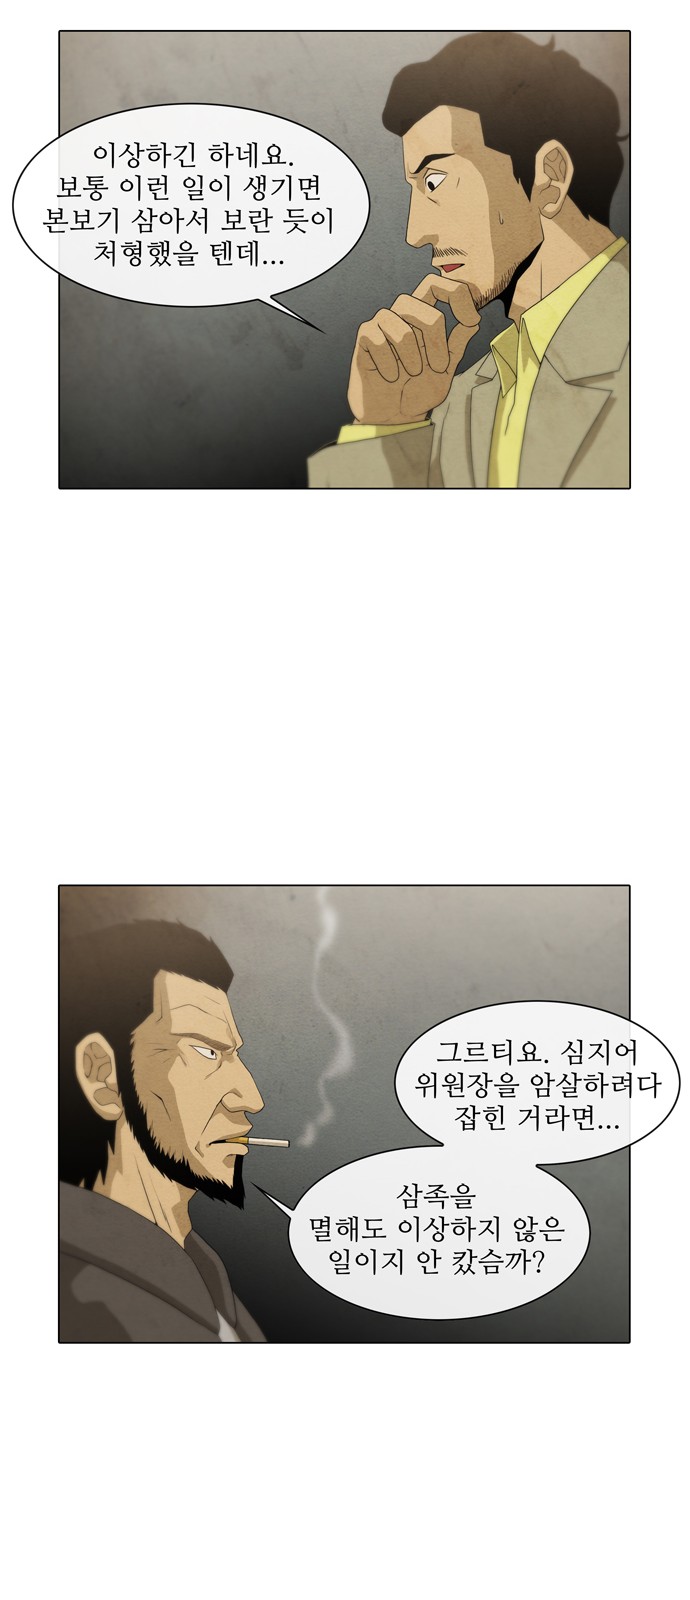 이상하긴 하네요.
보통 이런 일이 생기면
본보기 삼아서 보란 듯이
처형했을 텐데...
그르티요. 심지어
위원장을 암살하려다
잡힌 거라면...
삼족을
멸해도 이상하지 않은
일이지 안 캈슴까?